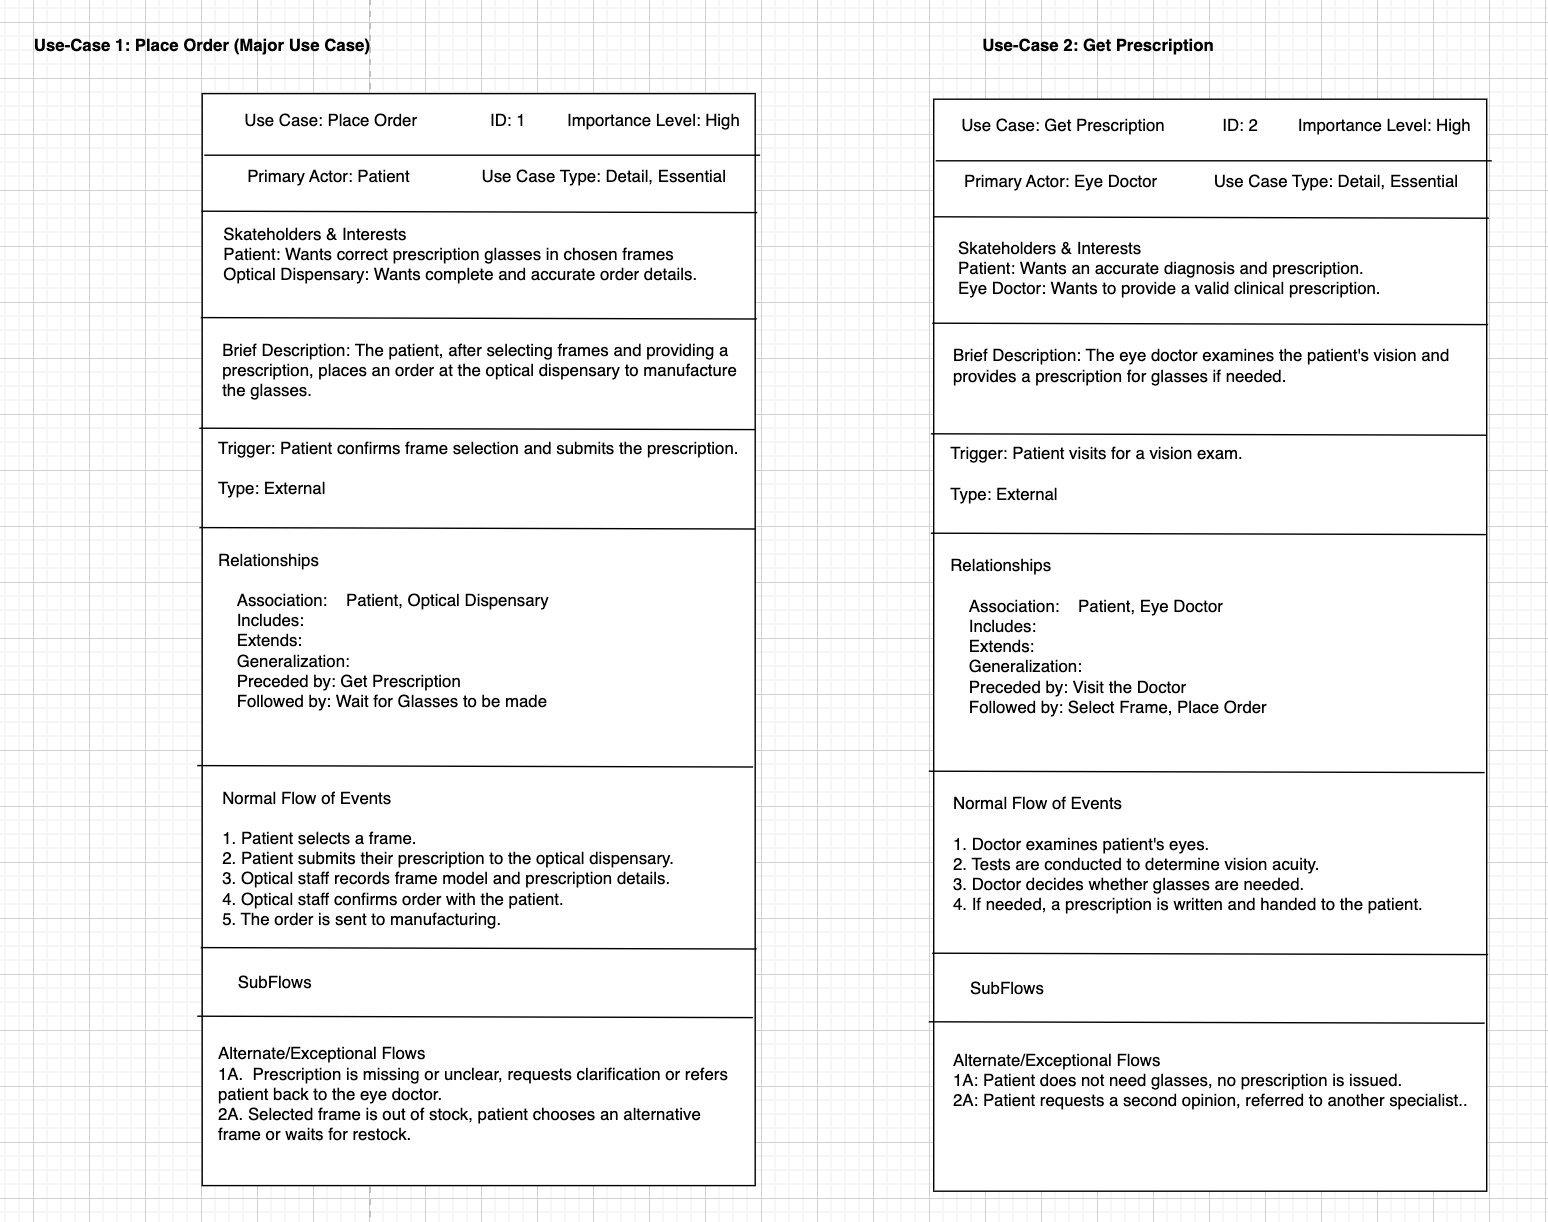 Use-Case 1: Place Order (Major Use Case)
Use Case: Place Order ID: 1 Importance Level: High
Primary Actor: Patient Use Case Type: Detail, Essential
Skateholders & Interests
Patient: Wants correct prescription glasses in chosen frames
Optical Dispensary: Wants complete and accurate order details.
Brief Description: The patient, after selecting frames and providing a
prescription, places an order at the optical dispensary to manufacture
the glasses.
Trigger: Patient confirms frame selection and submits the prescription.
Type: External
Relationships
Association: Patient, Optical Dispensary
Includes:
Extends:
Generalization:
Preceded by: Get Prescription
Followed by: Wait for Glasses to be made
Normal Flow of Events
1. Patient selects a frame.
2. Patient submits their prescription to the optical dispensary.
3. Optical staff records frame model and prescription details.
4. Optical staff confirms order with the patient.
5. The order is sent to manufacturing.
SubFlows
Alternate/Exceptional Flows
1A. Prescription is missing or unclear, requests clarification or refers
patient back to the eye doctor.
2A. Selected frame is out of stock, patient chooses an alternative
frame or waits for restock.
Use-Case 2: Get Prescription
Use Case: Get Prescription ID: 2 Importance Level: High
Primary Actor: Eye Doctor Use Case Type: Detail, Essential
Skateholders & Interests
Patient: Wants an accurate diagnosis and prescription.
Eye Doctor: Wants to provide a valid clinical prescription.
Brief Description: The eye doctor examines the patient's vision and
provides a prescription for glasses if needed.
Trigger: Patient visits for a vision exam.
Type: External
Relationships
Association: Patient, Eye Doctor
Includes:
Extends:
Generalization:
Preceded by: Visit the Doctor
Followed by: Select Frame, Place Order
Normal Flow of Events
1. Doctor examines patient's eyes.
2. Tests are conducted to determine vision acuity.
3. Doctor decides whether glasses are needed.
4. If needed, a prescription is written and handed to the patient.
SubFlows
Alternate/Exceptional Flows
1A: Patient does not need glasses, no prescription is issued.
2A: Patient requests a second opinion, referred to another specialist..